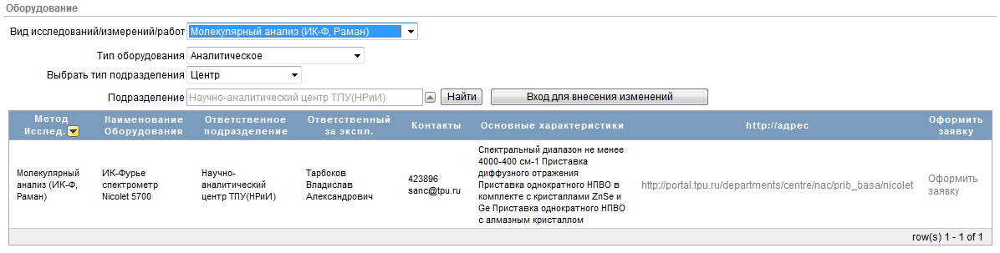 Оборудование
Вид исследований/измерений/работ Молекулярный анализ (ИК-Ф, Раман)
Тип оборудования Аналитическое
Выбрать тип подразделения Центр
Подразделение Научно-аналитический центр ТПУ(НРиИ) Найти Вход для внесения изменений
Метод Исслед.
Наименование Оборудования
Ответственное подразделение
Ответственный за экспл.
Контакты
Основные характеристики
http://адрес
Оформить заявку
Молекулярный
анализ (ИК-Ф,
Раман)
ИК-Фурье
спектрометр
Nicolet 5700
Научно-
аналитический
центр ТПУ(НРиИ)
Тарбоков
Владислав
Александрович
423896
sanc@tpu.ru
Спектральный диапазон не менее
4000-400 см-1 Приставка
диффузного отражения
Приставка однократного НПВО в
комплекте с кристаллами ZnSe и
Ge Приставка однократного НПВО
с алмазным кристаллом
http://portal.tpu.ru/departments/centre/nac/prib_basa/nicolet
Оформить
заявку
row(s) 1 - 1 of 1